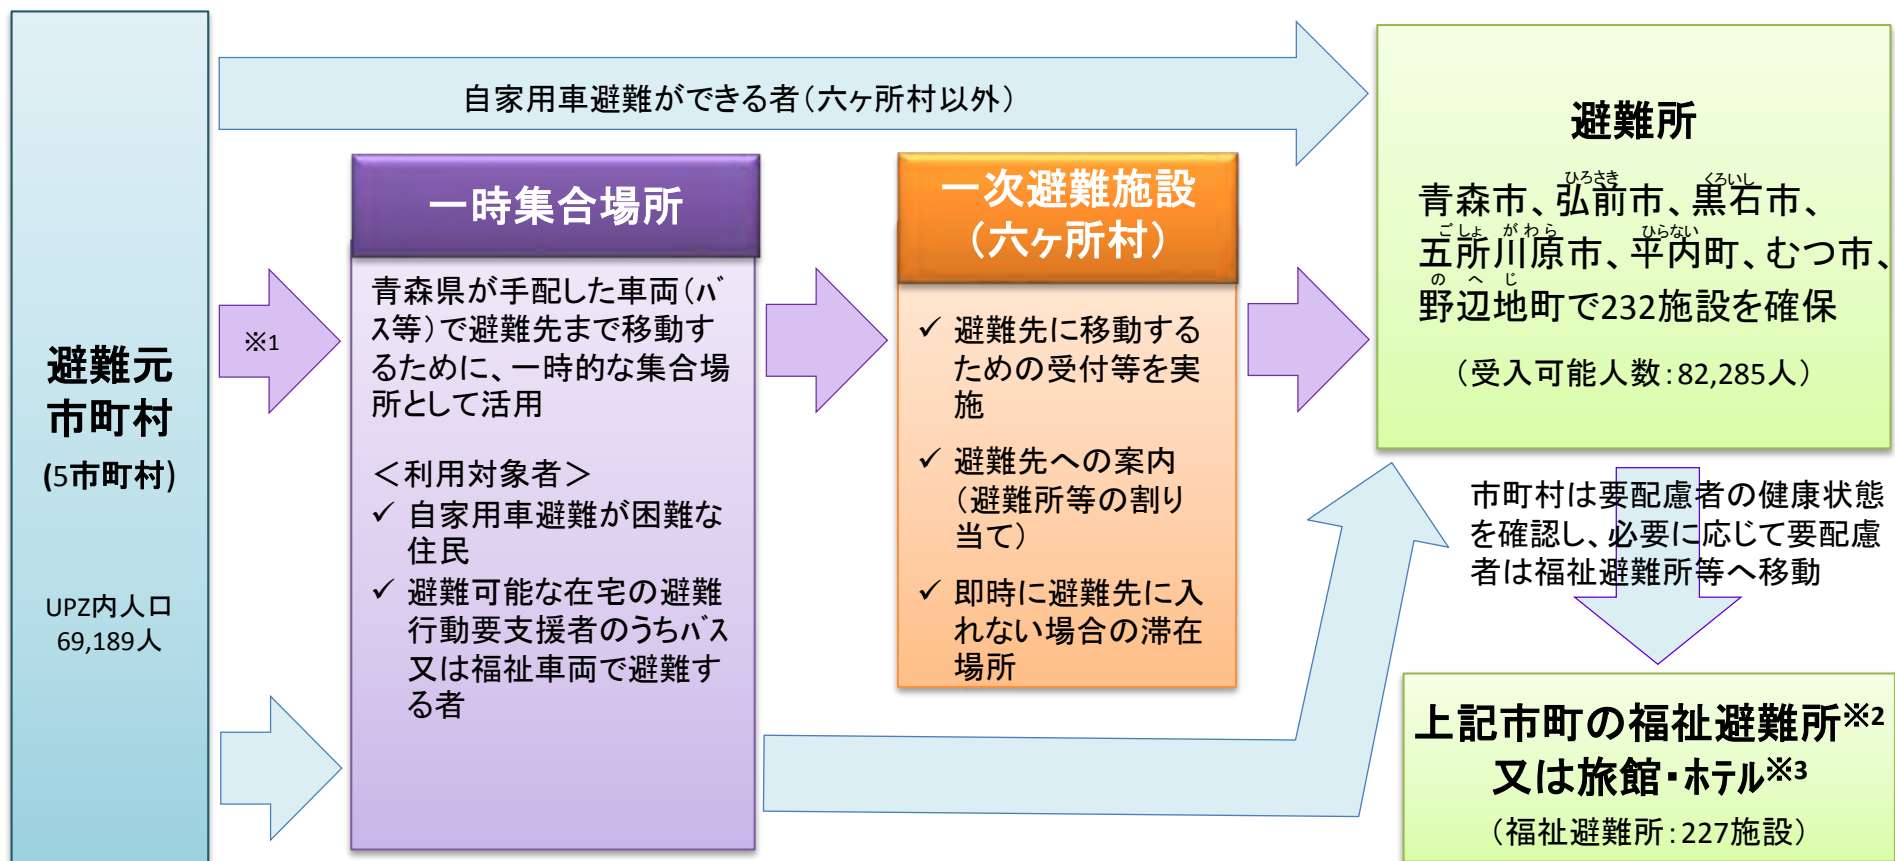 避難元
市町村
(5市町村)
UPZ内人口
69,189人
自家用車避難ができる者（六ヶ所村以外）
※1
一時集合場所
青森県が手配した車両（バ
ス等）で避難先まで移動す
るために、一時的な集合場
所として活用
＜利用対象者＞
✓ 自家用車避難が困難な
住民
✓ 避難可能な在宅の避難
行動要支援者のうちバス
又は福祉車両で避難す
る者
一次避難施設
（六ヶ所村）
✓ 避難先に移動する
ための受付等を実
施
✓ 避難先への案内
（避難所等の割り
当て）
✓ 即時に避難先に入
れない場合の滞在
場所
避難所
ひろさき くろいし
青森市、弘前市、黒石市、
ごしょ がわら ひらない
五所川原市、平内町、むつ市、
の へ じ
野辺地町で232施設を確保
（受入可能人数：82,285人）
市町村は要配慮者の健康状態
を確認し、必要に応じて要配慮
者は福祉避難所等へ移動
上記市町の福祉避難所※2
又は旅館・ホテル※3
（福祉避難所：227施設）